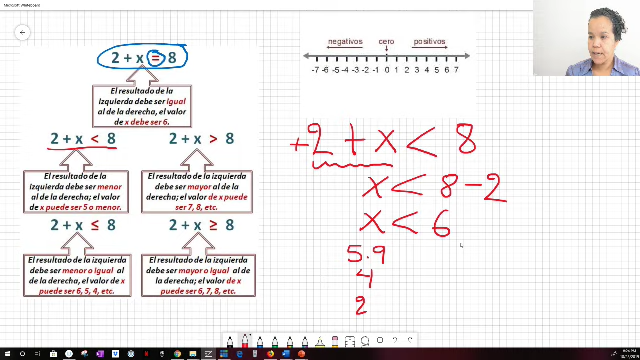 Microsoft Whiteboard
2 + x = 8
El resultado de la
izquierda debe ser igual
al de la derecha, el valor
de x debe ser 6.
2 + x < 8
2 + x > 8
El resultado de la
izquierda debe ser menor
al de la derecha, el valor
de x puede ser 5 o menor.
El resultado de la izquierda
debe ser mayor al de la
derecha, el valor de x puede
ser 7, 8, etc.
2 + x ≤ 8
2 + x ≥ 8
El resultado de la izquierda
debe ser menor o igual al
de la derecha, el valor de x
puede ser 6, 5, 4, etc.
El resultado de la izquierda
debe ser mayor o igual al de
la derecha, el valor de x
puede ser 6, 7, 8, etc.
negativos cero positivos
-7 -6 -5 -4 -3 -2 -1 0 1 2 3 4 5 6 7
+2 + x < 8
x < 8 - 2
x < 6
5.9
4
2